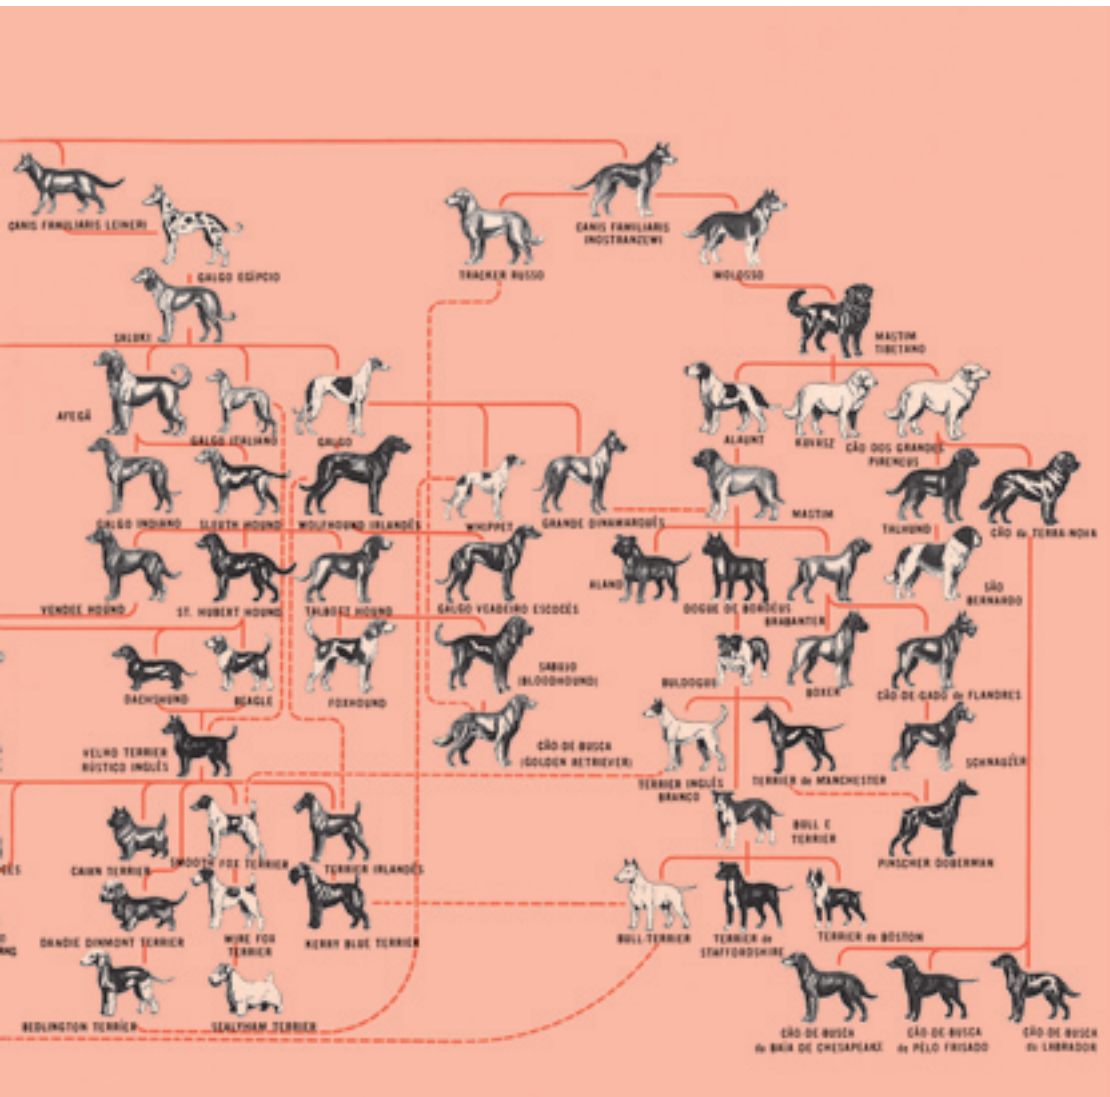 CANIS FAMILIARIS LEINERI
CANIS FAMILIARIS
INOSTRANZEWI
GALGO EGÍPCIO
TRACKER RUSSO
MOLOSSO
SALUKI
MASTIM
TIBETANO
AFEGÃ
GALGO ITALIANO
GALGO
ALAUNT
KUVASZ
CÃO DOS GRANDES
PIRENEUS
GALGO INDIANO
SLEUTH HOUND
WOLFHOUND IRLANDÊS
WHIPPET
GRANDE DINAMARQUÊS
MASTIM
TALHUND
CÃO da TERRA-NOVA
VENDEE HOUND
ST. HUBERT HOUND
TALBOT HOUND
GALGO VEADEIRO ESCOCÊS
ALAND
DOGUE DE BORDÉUS
BRABANTER
SÃO
BERNARDO
DACHSHUND
BEAGLE
FOXHOUND
SABUJO
(BLOODHOUND)
BULDOGUE
BOXER
CÃO-DE-GADO de FLANDRES
VELHO TERRIER
RÚSTICO INGLÊS
CÃO-DE-BUSCA
(GOLDEN RETRIEVER)
TERRIER INGLÊS
BRANCO
TERRIER de MANCHESTER
SCHNAUZER
BULL E
TERRIER
CAIRN TERRIER
SMOOTH FOX TERRIER
TERRIER IRLANDÊS
PINSCHER DOBERMAN
DANDIE DINMONT TERRIER
WIRE FOX
TERRIER
KERRY BLUE TERRIER
BULL-TERRIER
TERRIER de
STAFFORDSHIRE
TERRIER de BOSTON
BEDLINGTON TERRIER
SEALYHAM TERRIER
CÃO-DE-BUSCA
da BAÍA DE CHESAPEAKE
CÃO-DE-BUSCA
de PÊLO FRISADO
CÃO-DE-BUSCA
do LABRADOR